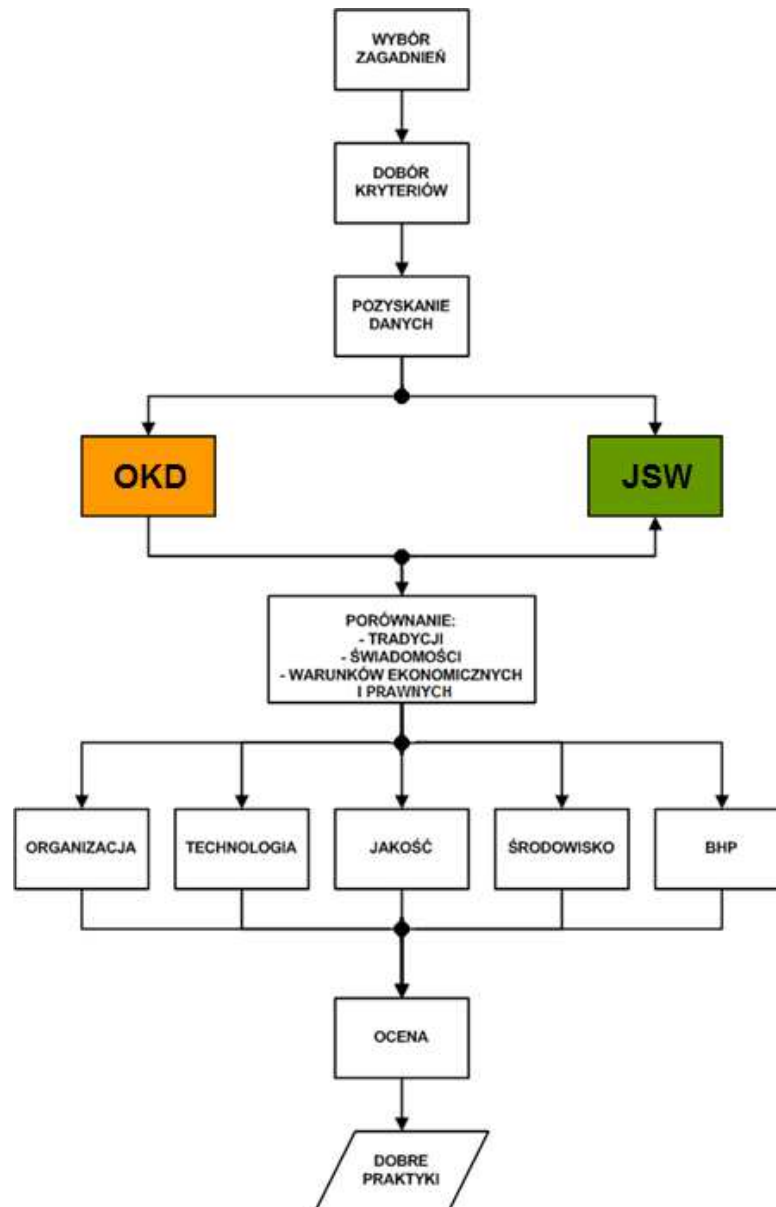 WYBÓR
ZAGADNIEŃ
DOBÓR
KRYTERIÓW
POZYSKANIE
DANYCH
OKD
JSW
PORÓWNANIE:
- TRADYCJI
- ŚWIADOMOŚCI
- WARUNKÓW EKONOMICZNYCH
I PRAWNYCH
ORGANIZACJA
TECHNOLOGIA
JAKOŚĆ
ŚRODOWISKO
BHP
OCENA
DOBRE
PRAKTYKI